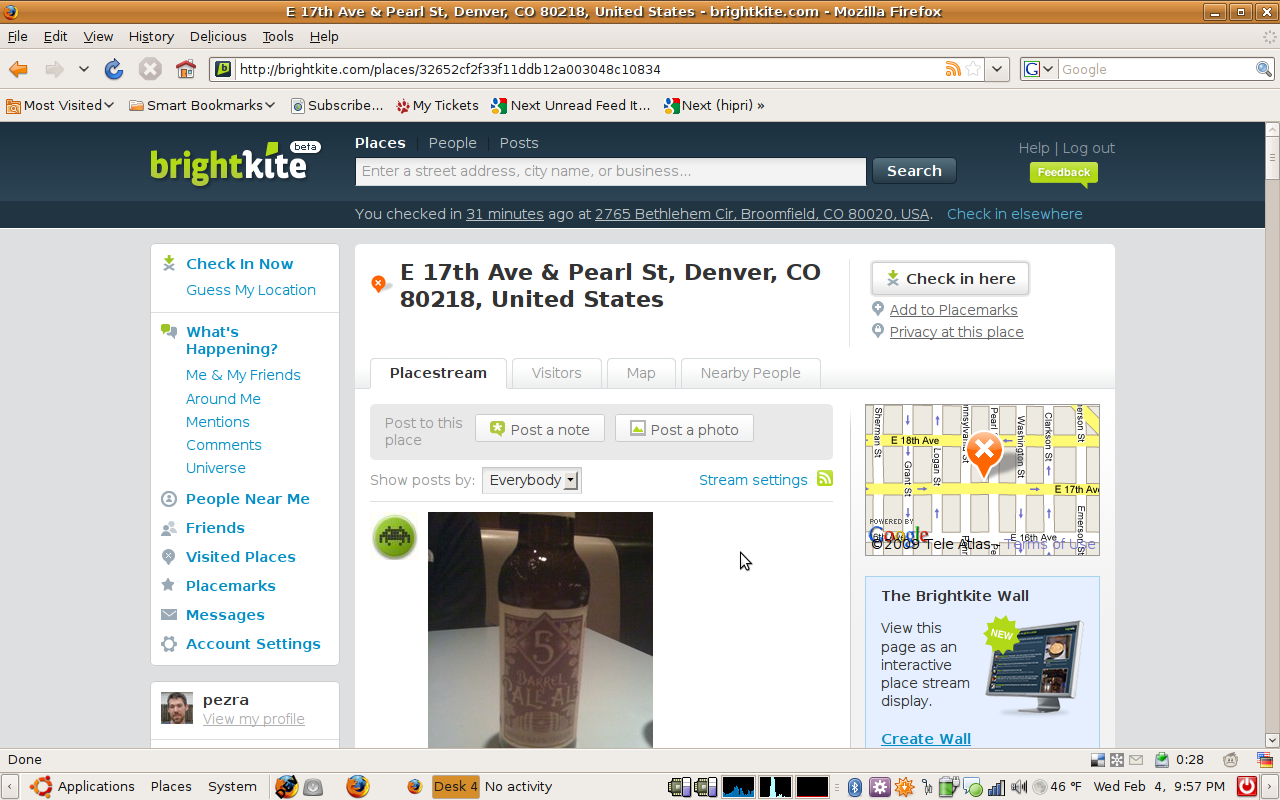 E 17th Ave & Pearl St, Denver, CO 80218, United States - brightkite.com - Mozilla Firefox
File Edit View History Delicious Tools Help
http://brightkite.com/places/32652cf2f33f11ddb12a003048c10834
Google
Most Visited Smart Bookmarks Subscribe... My Tickets Next Unread Feed It... Next (hipri) »
brightkite beta
Places | People | Posts
Help | Log out
Enter a street address, city name, or business...
Search
Feedback
You checked in 31 minutes ago at 2765 Bethlehem Cir, Broomfield, CO 80020, USA. Check in elsewhere
Check In Now
Guess My Location
What's
Happening?
Me & My Friends
Around Me
Mentions
Comments
Universe
People Near Me
Friends
Visited Places
Placemarks
Messages
Account Settings
pezra
View my profile
E 17th Ave & Pearl St, Denver, CO
80218, United States
Check in here
Add to Placemarks
Privacy at this place
Placestream
Visitors
Map
Nearby People
Post to this
place
Post a note
Post a photo
Show posts by:
Everybody
Stream settings
5
BARREL
PALE ALE
Sherman St
Grant St
Logan St
Pearl
Washington St
Clarkson St
Emerson St
E 18th Ave
E 17th Ave
E 16th Ave
POWERED BY
Google
©2009 Tele Atlas - Terms of Use
The Brightkite Wall
NEW
View this
page as an
interactive
place stream
display.
Create Wall
Done
0:28
Applications Places System
Desk 4 No activity
46 °F Wed Feb 4, 9:57 PM